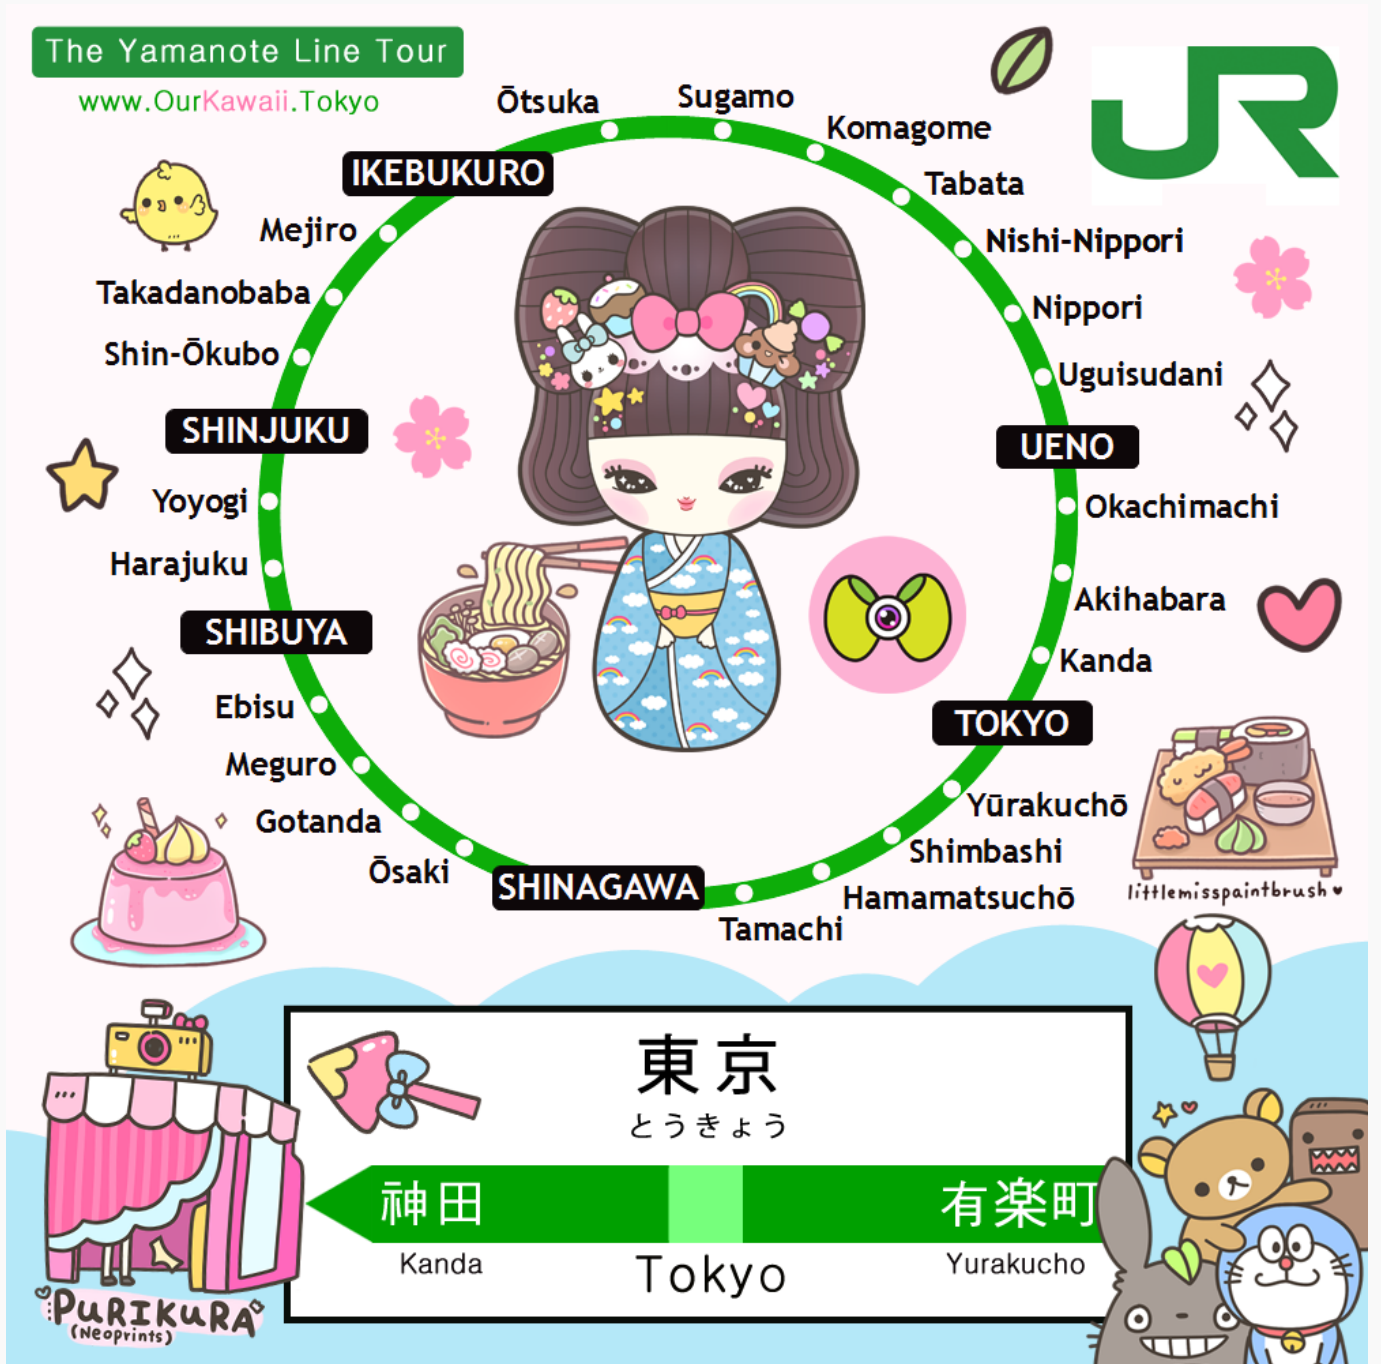 The Yamanote Line Tour
www.OurKawaii.Tokyo
JR
Ōtsuka
Sugamo
Komagome
Tabata
Nishi-Nippori
Nippori
Uguisudani
UENO
Okachimachi
Akihabara
Kanda
TOKYO
Yūrakuchō
Shimbashi
Hamamatsuchō
Tamachi
SHINAGAWA
Ōsaki
Gotanda
Meguro
Ebisu
SHIBUYA
Harajuku
Yoyogi
SHINJUKU
Shin-Ōkubo
Takadanobaba
Mejiro
IKEBUKURO
littlemisspaintbrush
東京
とうきょう
神田
有楽町
Kanda
Tokyo
Yurakucho
PURIKURA
(Neoprints)